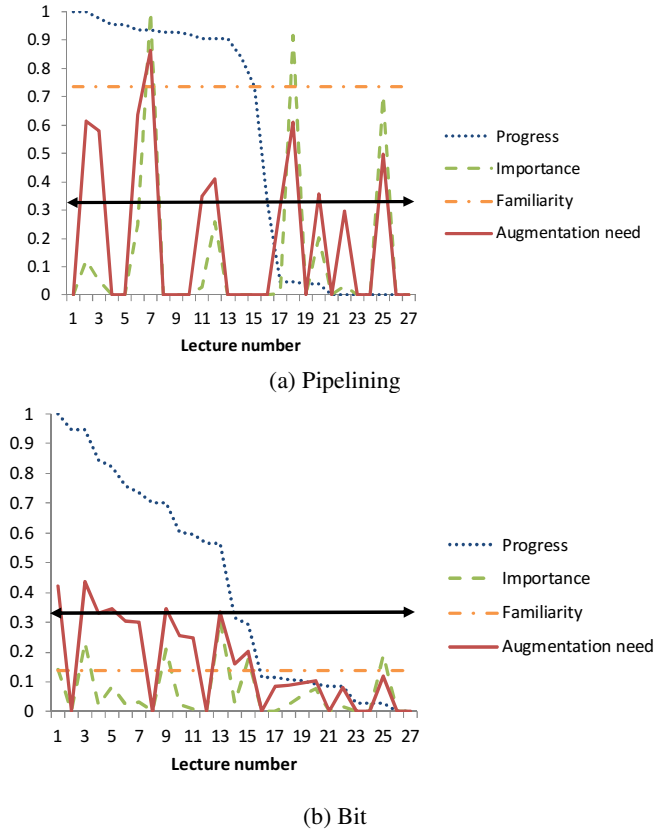 1
0.9
0.8
0.7
0.6
0.5
0.4
0.3
0.2
0.1
0
1 3 5 7 9 11 13 15 17 19 21 23 25 27
Lecture number
Progress
Importance
Familiarity
Augmentation need
(a) Pipelining
1
0.9
0.8
0.7
0.6
0.5
0.4
0.3
0.2
0.1
0
1 3 5 7 9 11 13 15 17 19 21 23 25 27
Lecture number
Progress
Importance
Familiarity
Augmentation need
(b) Bit